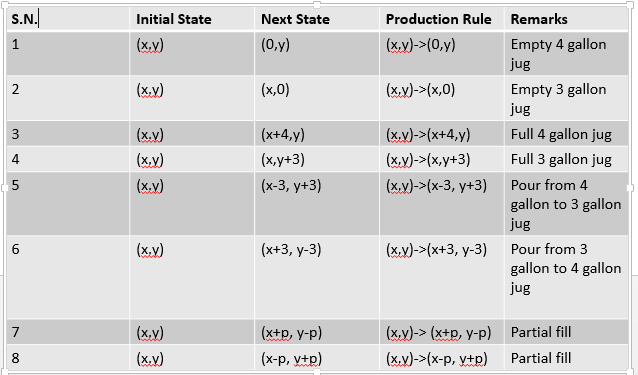 S.N. Initial State Next State Production Rule Remarks
1 (x,y) (0,y) (x,y)->(0,y) Empty 4 gallon
jug
2 (x,y) (x,0) (x,y)->(x,0) Empty 3 gallon
jug
3 (x,y) (x+4,y) (x,y)->(x+4,y) Full 4 gallon jug
4 (x,y) (x,y+3) (x,y)->(x,y+3) Full 3 gallon jug
5 (x,y) (x-3, y+3) (x,y)->(x-3, y+3) Pour from 4
gallon to 3 gallon
jug
6 (x,y) (x+3, y-3) (x,y)->(x+3, y-3) Pour from 3
gallon to 4 gallon
jug
7 (x,y) (x+p, y-p) (x,y)-> (x+p, y-p) Partial fill
8 (x,y) (x-p, y+p) (x,y)->(x-p, y+p) Partial fill